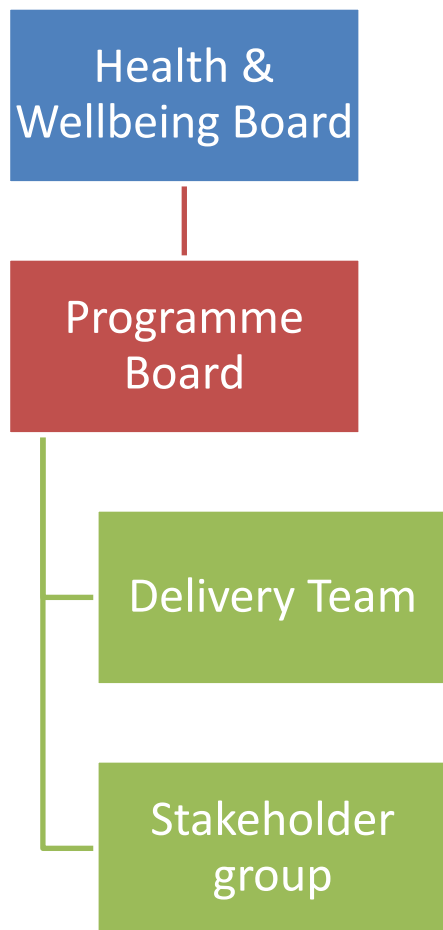 Health &
Wellbeing Board
Programme
Board
Delivery Team
Stakeholder
group